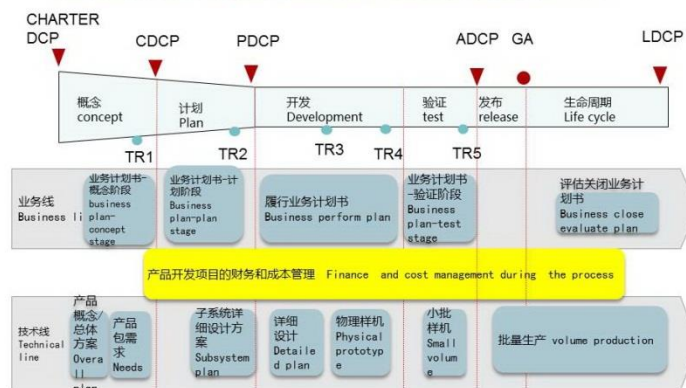 CHARTER
DCP
CDCP
PDCP
ADCP
GA
LDCP
概念
concept
计划
Plan
开发
Development
验证
test
发布
release
生命周期
Life cycle
TR1
TR2
TR3
TR4
TR5
业务线
Business li
业务计划书-
概念阶段
business
plan-
concept
stage
业务计划书-计
划阶段
Business
plan-plan
stage
履行业务计划书
Business perform plan
业务计划书
-验证阶段
Business
plan-test
stage
评估关闭业务计
划书
Business close
evaluate plan
产品开发项目的财务和成本管理 Finance and cost management during the process
技术线
Technical
line
产品
概念/
总体
方案
Overa
ll
产品
包需
求
Needs
子系统详
细设计方
案
Subsystem
plan
详细
设计
Detaile
d plan
物理样机
Physical
prototyp
e
小批
样机
Small
volum
e
批量生产 volume production